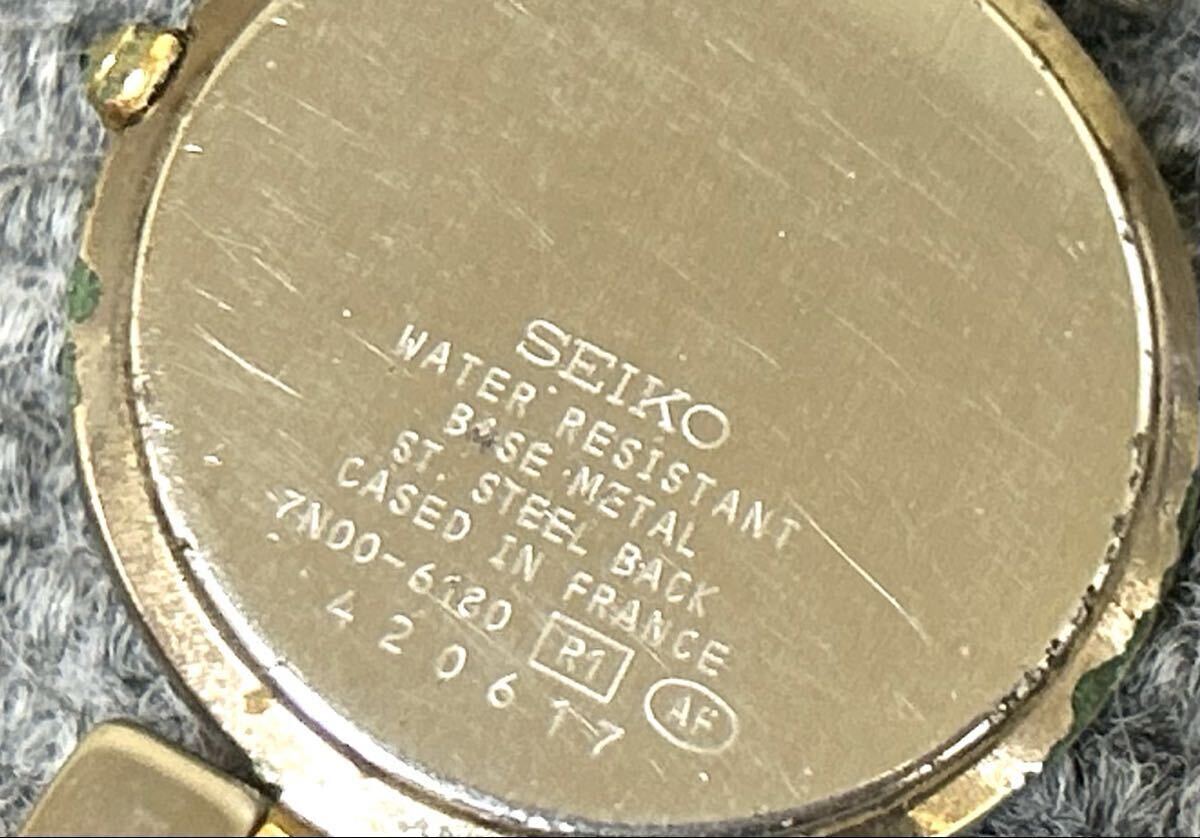 SEIKO
WATER RESISTANT
BASE METAL
ST. STEEL BACK
CASED IN FRANCE
7N00-6120 R1 AF
420617